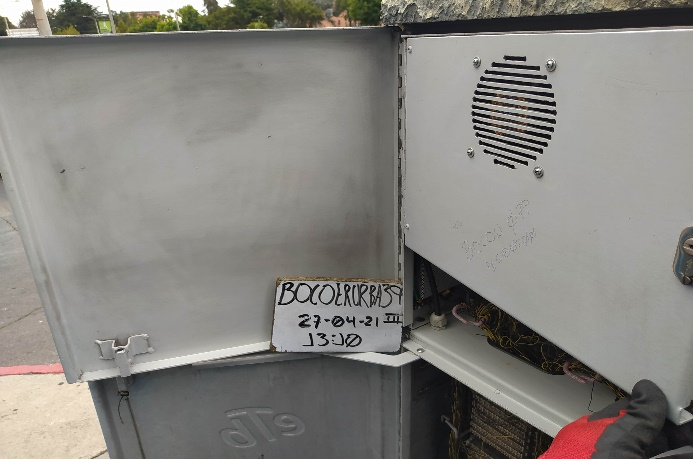 BOCOERURBA39
27-04-21 III
13:10
eTb